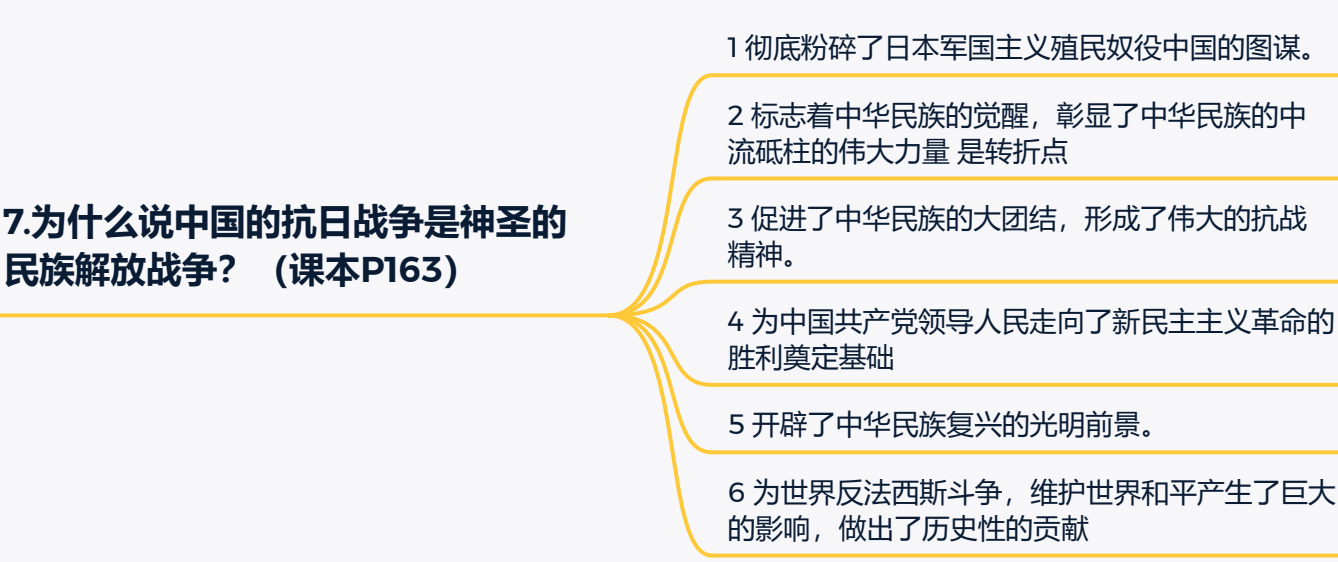 7.为什么说中国的抗日战争是神圣的
民族解放战争？（课本P163）
1 彻底粉碎了日本军国主义殖民奴役中国的图谋。
2 标志着中华民族的觉醒，彰显了中华民族的中
流砥柱的伟大力量 是转折点
3 促进了中华民族的大团结，形成了伟大的抗战
精神。
4 为中国共产党领导人民走向了新民主主义革命的
胜利奠定基础
5 开辟了中华民族复兴的光明前景。
6 为世界反法西斯斗争，维护世界和平产生了巨大
的影响，做出了历史性的贡献